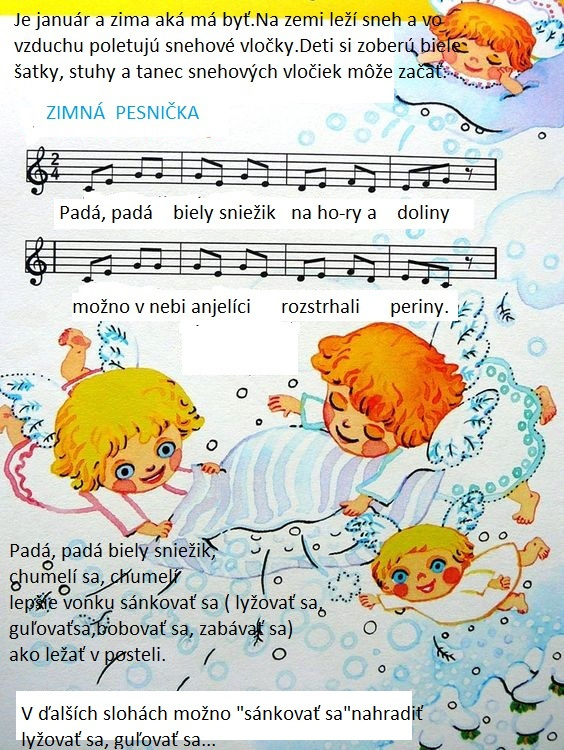 Je január a zima aká má byť.Na zemi leží sneh a vo
vzduchu poletujú snehové vločky.Deti si zoberú biele
šatky, stuhy a tanec snehových vločiek môže začať.
ZIMNÁ PESNIČKA
2
4
Padá, padá biely sniežik na ho-ry a doliny
možno v nebi anjelíci rozstrhali periny.
Padá, padá biely sniežik,
chumelí sa, chumelí
lepšie vonku sánkovať sa ( lyžovať sa,
guľovaťsa,bobovať sa, zabávať sa)
ako ležať v posteli.
V ďalších slohách možno "sánkovať sa"nahradiť
lyžovať sa, guľovať sa...